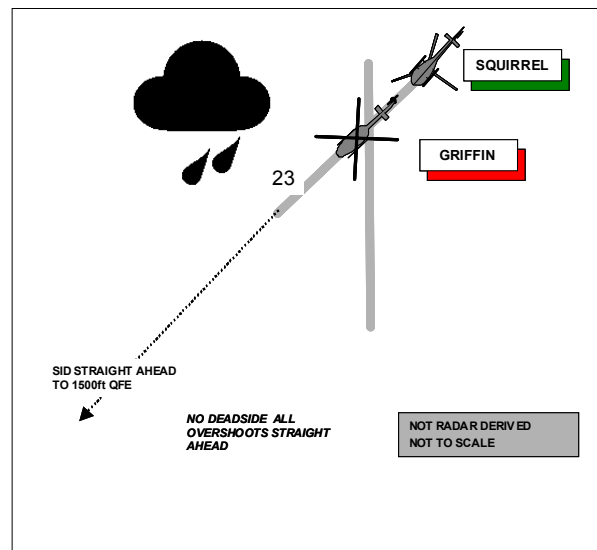 SQUIRREL
GRIFFIN
23
SID STRAIGHT AHEAD
TO 1500ft QFE
NO DEADSIDE ALL
OVERSHOOTS STRAIGHT
AHEAD
NOT RADAR DERIVED
NOT TO SCALE